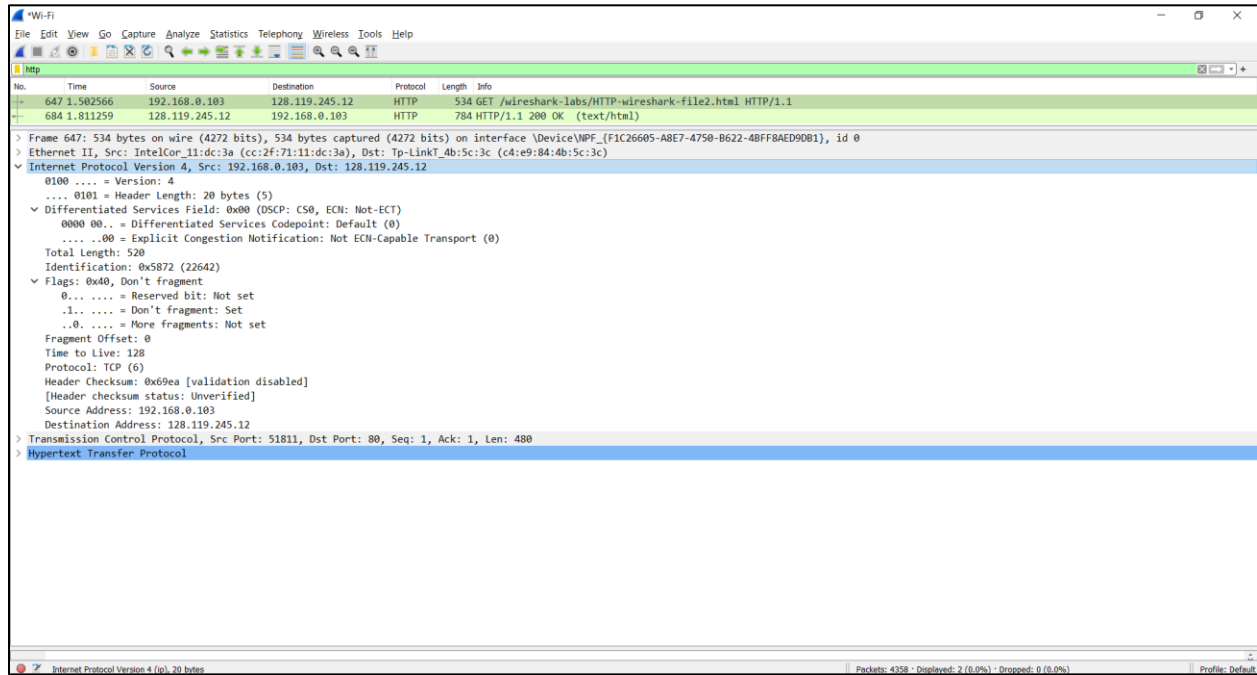 *Wi-Fi
File Edit View Go Capture Analyze Statistics Telephony Wireless Tools Help
http
No. Time Source Destination Protocol Length Info
647 1.502566 192.168.0.103 128.119.245.12 HTTP 534 GET /wireshark-labs/HTTP-wireshark-file2.html HTTP/1.1
684 1.811259 128.119.245.12 192.168.0.103 HTTP 784 HTTP/1.1 200 OK (text/html)
> Frame 647: 534 bytes on wire (4272 bits), 534 bytes captured (4272 bits) on interface \Device\NPF_{F1C26605-A8E7-4750-B622-4BFF8AED9DB1}, id 0
> Ethernet II, Src: IntelCor_11:dc:3a (cc:2f:71:11:dc:3a), Dst: Tp-LinkT_4b:5c:3c (c4:e9:84:4b:5c:3c)
Internet Protocol Version 4, Src: 192.168.0.103, Dst: 128.119.245.12
0100 .... = Version: 4
.... 0101 = Header Length: 20 bytes (5)
Differentiated Services Field: 0x00 (DSCP: CS0, ECN: Not-ECT)
0000 00.. = Differentiated Services Codepoint: Default (0)
.... ..00 = Explicit Congestion Notification: Not ECN-Capable Transport (0)
Total Length: 520
Identification: 0x5872 (22642)
Flags: 0x40, Don't fragment
0... .... = Reserved bit: Not set
.1.. .... = Don't fragment: Set
..0. .... = More fragments: Not set
Fragment Offset: 0
Time to Live: 128
Protocol: TCP (6)
Header Checksum: 0x69ea [validation disabled]
[Header checksum status: Unverified]
Source Address: 192.168.0.103
Destination Address: 128.119.245.12
> Transmission Control Protocol, Src Port: 51811, Dst Port: 80, Seq: 1, Ack: 1, Len: 480
> Hypertext Transfer Protocol
Internet Protocol Version 4 (ip), 20 bytes Packets: 4358 · Displayed: 2 (0.0%) · Dropped: 0 (0.0%) Profile: Default